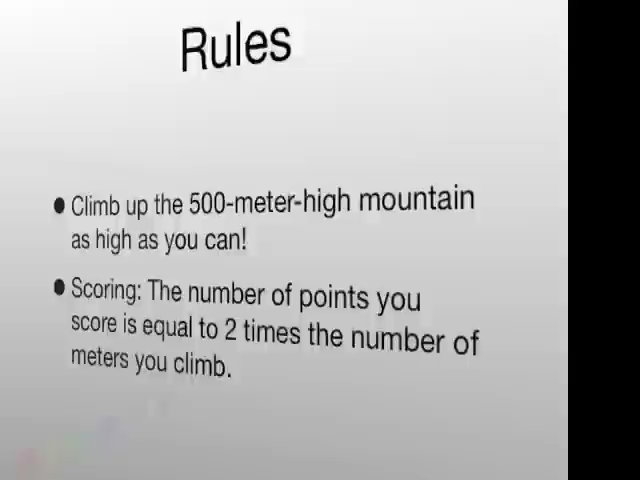 Rules
• Climb up the 500-meter-high mountain
as high as you can!
• Scoring: The number of points you
score is equal to 2 times the number of
meters you climb.